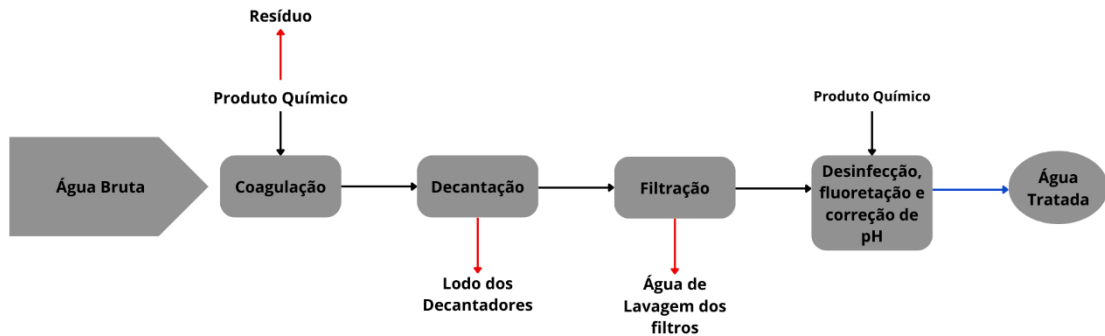 Resíduo
Produto Químico
Produto Químico
Água Bruta
Coagulação
Decantação
Filtração
Desinfecção,
fluoretação e
correção de
pH
Água
Tratada
Lodo dos
Decantadores
Água de
Lavagem dos
filtros